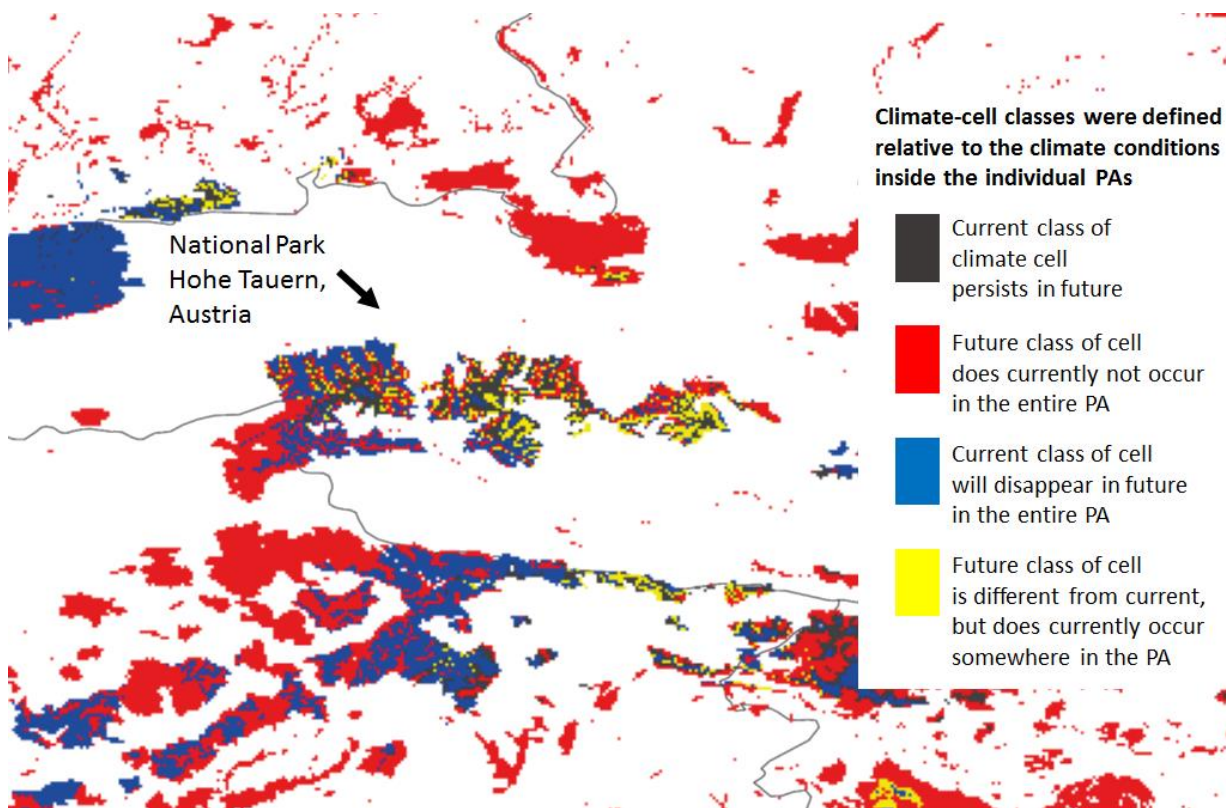 National Park
Hohe Tauern,
Austria
Climate-cell classes were defined
relative to the climate conditions
inside the individual PAs
Current class of
climate cell
persists in future
Future class of cell
does currently not occur
in the entire PA
Current class of cell
will disappear in future
in the entire PA
Future class of cell
is different from current,
but does currently occur
somewhere in the PA